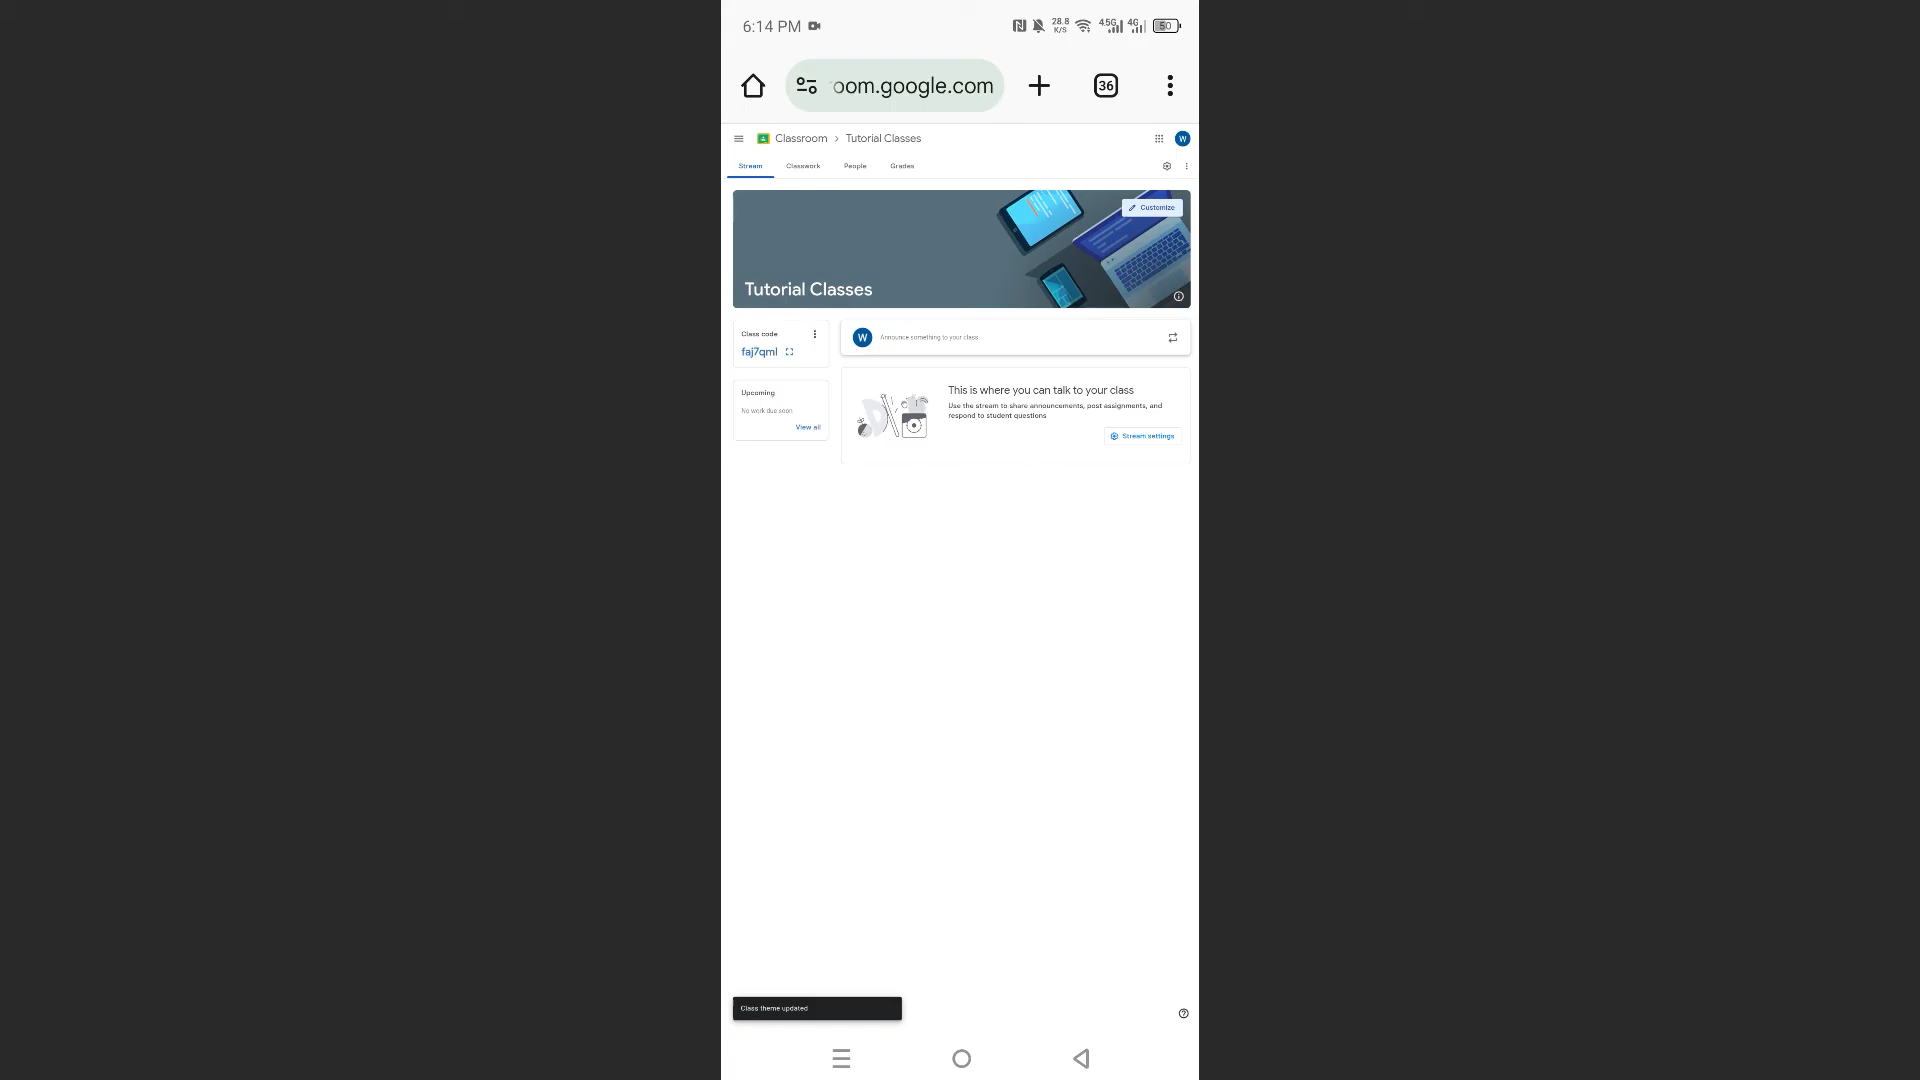 6:14 PM
28.8 K/S 4.5G 4G 50
oom.google.com
36
Classroom > Tutorial Classes
W
Stream Classwork People Grades
Customize
Tutorial Classes
Class code
faj7qml
W Announce something to your class
Upcoming
No work due soon
View all
This is where you can talk to your class
Use the stream to share announcements, post assignments, and
respond to student questions
Stream settings
Class theme updated